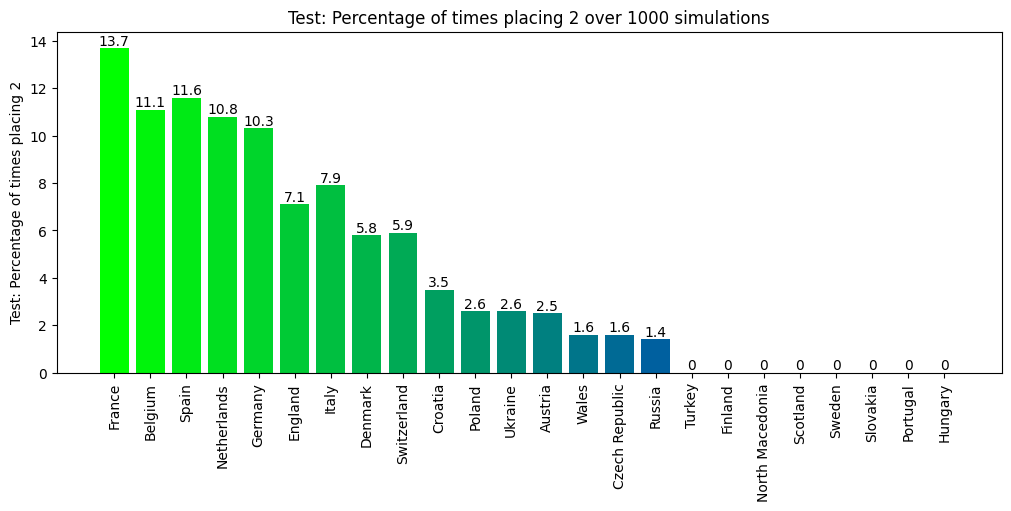 Test: Percentage of times placing 2 over 1000 simulations
Test: Percentage of times placing 2
14
12
10
8
6
4
2
0
13.7
11.1
11.6
10.8
10.3
7.1
7.9
5.8
5.9
3.5
2.6
2.6
2.5
1.6
1.6
1.4
0
0
0
0
0
0
0
0
France
Belgium
Spain
Netherlands
Germany
England
Italy
Denmark
Switzerland
Croatia
Poland
Ukraine
Austria
Wales
Czech Republic
Russia
Turkey
Finland
North Macedonia
Scotland
Sweden
Slovakia
Portugal
Hungary